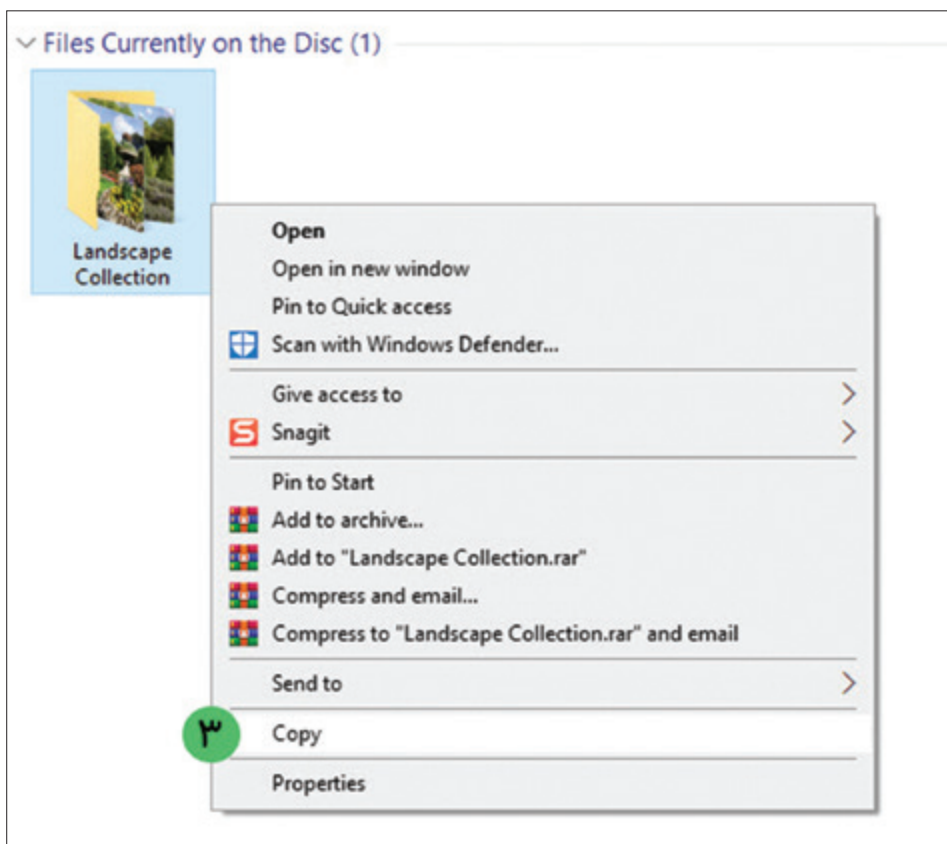 Files Currently on the Disc (1)
Landscape
Collection
Open
Open in new window
Pin to Quick access
Scan with Windows Defender...
Give access to
Snagit
Pin to Start
Add to archive...
Add to "Landscape Collection.rar"
Compress and email...
Compress to "Landscape Collection.rar" and email
Send to
۳ Copy
Properties